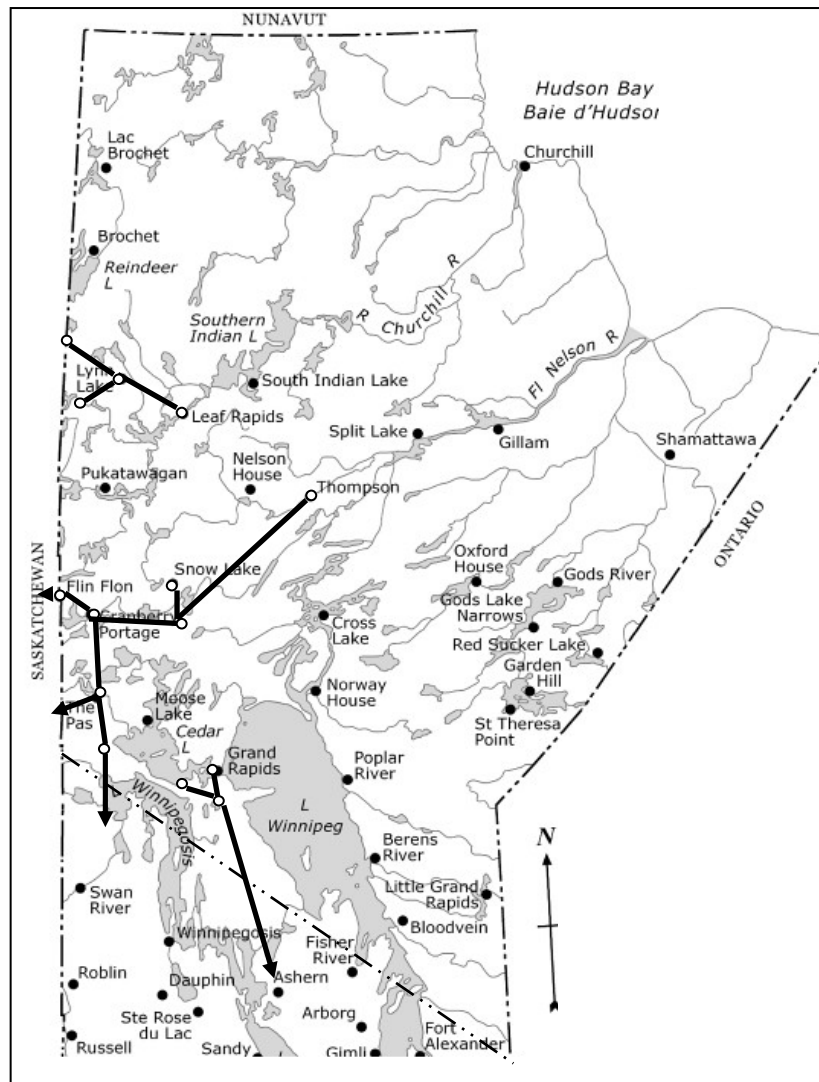 NUNAVUT
Hudson Bay
Baie d'Hudson
Lac
Brochet
Churchill
Brochet
Reindeer
L
Southern
Indian L
R Churchill R
Fl Nelson R
Lynn
Lake
South Indian Lake
Leaf Rapids
Split Lake
Gillam
Shamattawa
Pukatawagan
Nelson
House
Thompson
ONTARIO
SASKATCHEWAN
Flin Flon
Snow Lake
Oxford
House
Gods River
Cranberry
Portage
Cross
Lake
Gods Lake
Narrows
Red Sucker Lake
Garden
Hill
The
Pas
Moose
Lake
Norway
House
St Theresa
Point
Cedar
L
Grand
Rapids
Poplar
River
Winnipegosis
L
Winnipeg
N
Berens
River
Swan
River
Little Grand
Rapids
Bloodvein
Winnipegosis
Fisher
River
Roblin
Dauphin
Ashern
Ste Rose
du Lac
Arborg
Fort
Alexander
Russell
Sandy
L
Gimli